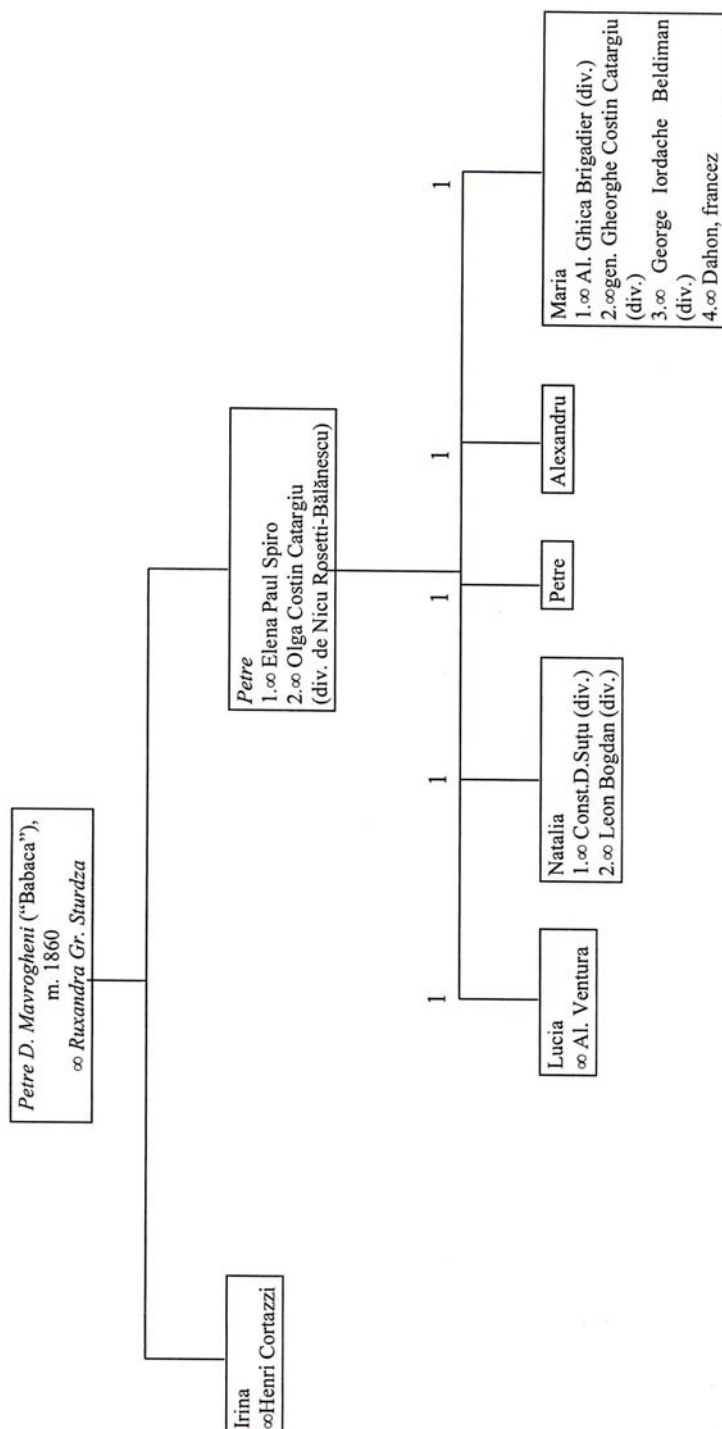 Petre D. Mavrogheni (“Babaca”),
m. 1860
∞ Ruxandra Gr. Sturdza
Irina
∞Henri Cortazzi
Petre
1.∞ Elena Paul Spiro
2.∞ Olga Costin Catargiu
(div. de Nicu Rosetti-Bălănescu)
1
1
1
1
1
Lucia
∞ Al. Ventura
Natalia
1.∞ Const.D.Suțu (div.)
2.∞ Leon Bogdan (div.)
Petre
Alexandru
Maria
1.∞ Al. Ghica Brigadier (div.)
2.∞gen. Gheorghe Costin Catargiu
(div.)
3.∞ George Iordache Beldiman
(div.)
4.∞ Dahon, francez